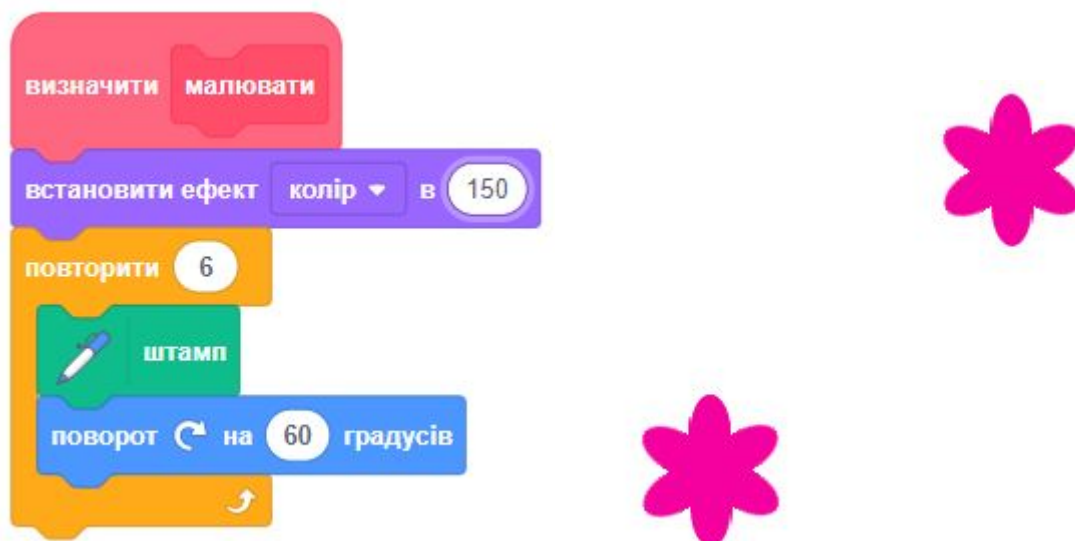 визначити малювати
встановити ефект колір в 150
повторити 6
штамп
поворот на 60 градусів